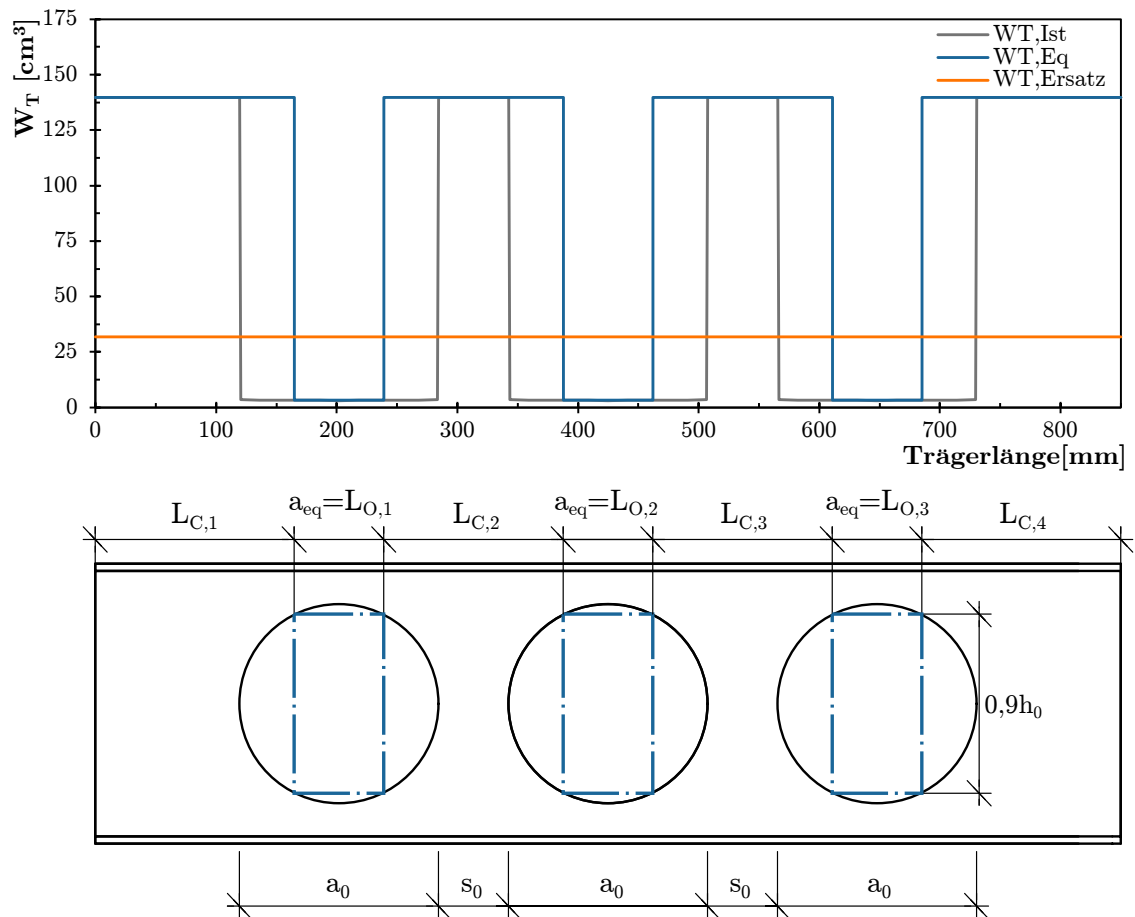 175
WT,Ist
150
WT,Eq
WT,Ersatz
125
100
75
50
25
0
W_T [cm³]
0 100 200 300 400 500 600 700 800
Trägerlänge[mm]
L_C,1 a_eq=L_O,1 L_C,2 a_eq=L_O,2 L_C,3 a_eq=L_O,3 L_C,4
0,9h_0
a_0 s_0 a_0 s_0 a_0